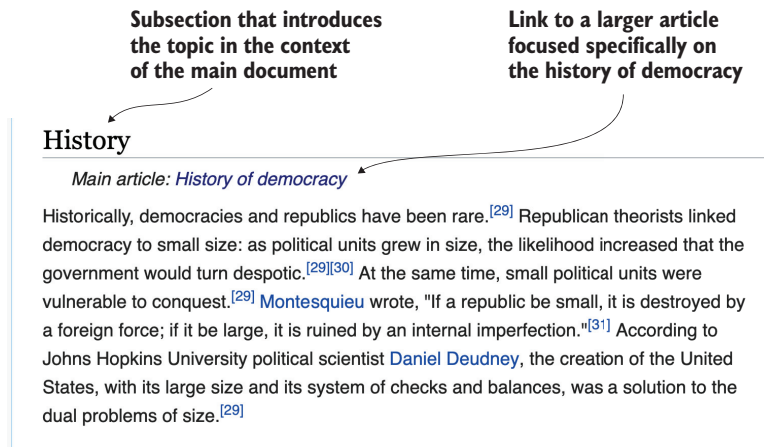 Subsection that introduces
the topic in the context
of the main document
Link to a larger article
focused specifically on
the history of democracy
History
Main article: History of democracy
Historically, democracies and republics have been rare.[29] Republican theorists linked
democracy to small size: as political units grew in size, the likelihood increased that the
government would turn despotic.[29][30] At the same time, small political units were
vulnerable to conquest.[29] Montesquieu wrote, "If a republic be small, it is destroyed by
a foreign force; if it be large, it is ruined by an internal imperfection."[31] According to
Johns Hopkins University political scientist Daniel Deudney, the creation of the United
States, with its large size and its system of checks and balances, was a solution to the
dual problems of size.[29]